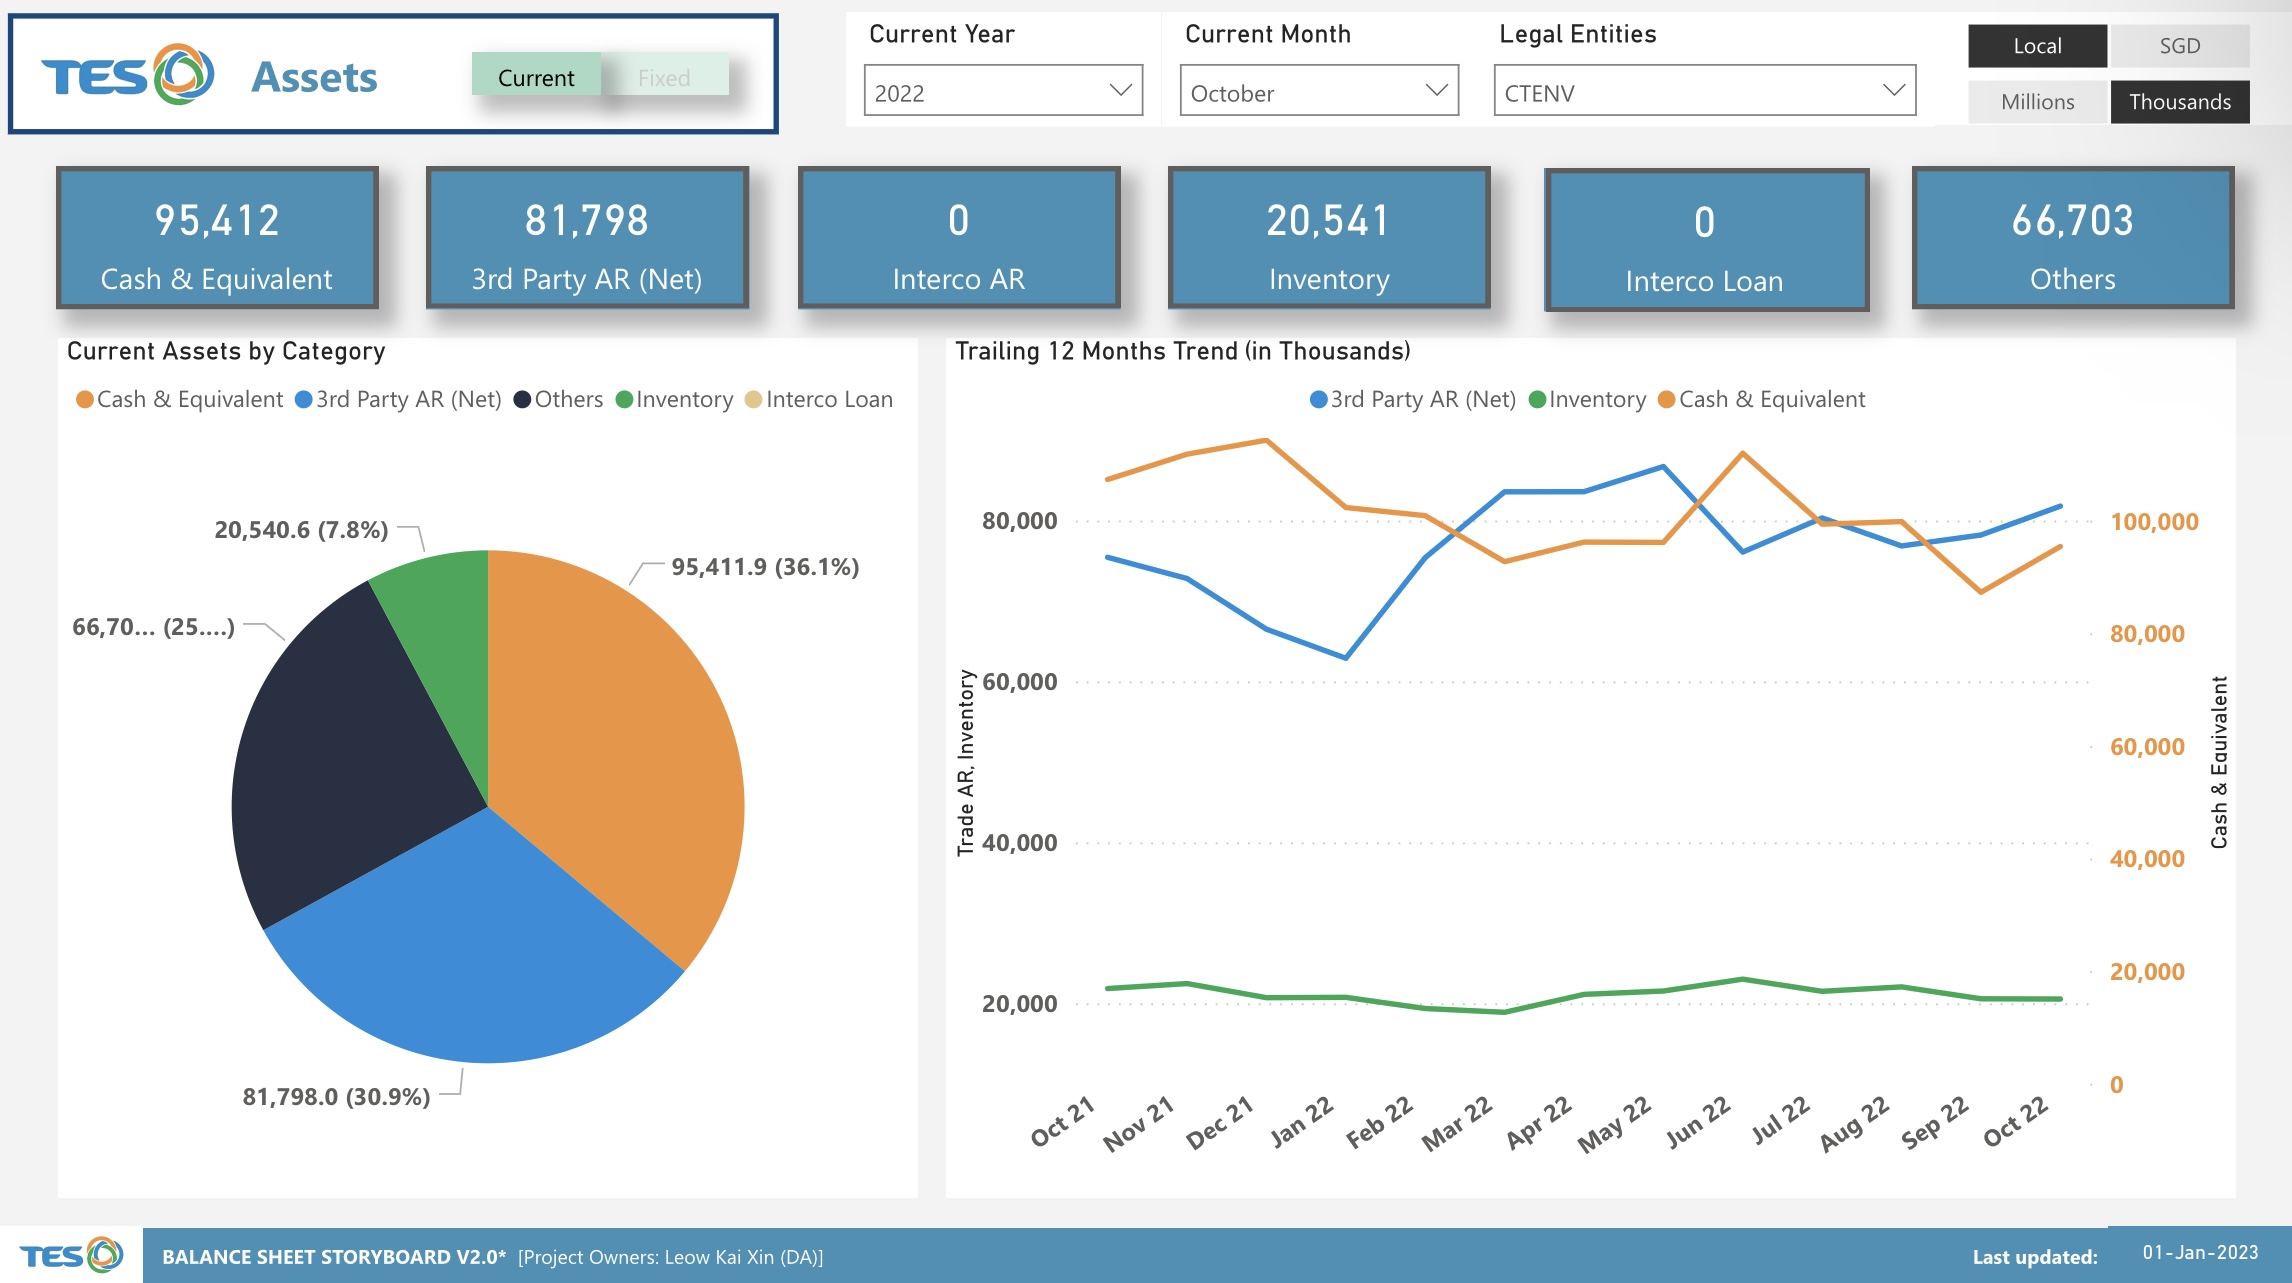 TES Assets
Current Fixed
Current Year
2022
Current Month
October
Legal Entities
CTENV
Local SGD
Millions Thousands
95,412
Cash & Equivalent
81,798
3rd Party AR (Net)
0
Interco AR
20,541
Inventory
0
Interco Loan
66,703
Others
Current Assets by Category
Cash & Equivalent 3rd Party AR (Net) Others Inventory Interco Loan
20,540.6 (7.8%)
95,411.9 (36.1%)
66,70... (25....)
81,798.0 (30.9%)
Trailing 12 Months Trend (in Thousands)
3rd Party AR (Net) Inventory Cash & Equivalent
Trade AR, Inventory
80,000
60,000
40,000
20,000
100,000
80,000
60,000
40,000
20,000
0
Cash & Equivalent
Oct 21 Nov 21 Dec 21 Jan 22 Feb 22 Mar 22 Apr 22 May 22 Jun 22 Jul 22 Aug 22 Sep 22 Oct 22
TES BALANCE SHEET STORYBOARD V2.0* [Project Owners: Leow Kai Xin (DA)]
Last updated: 01-Jan-2023